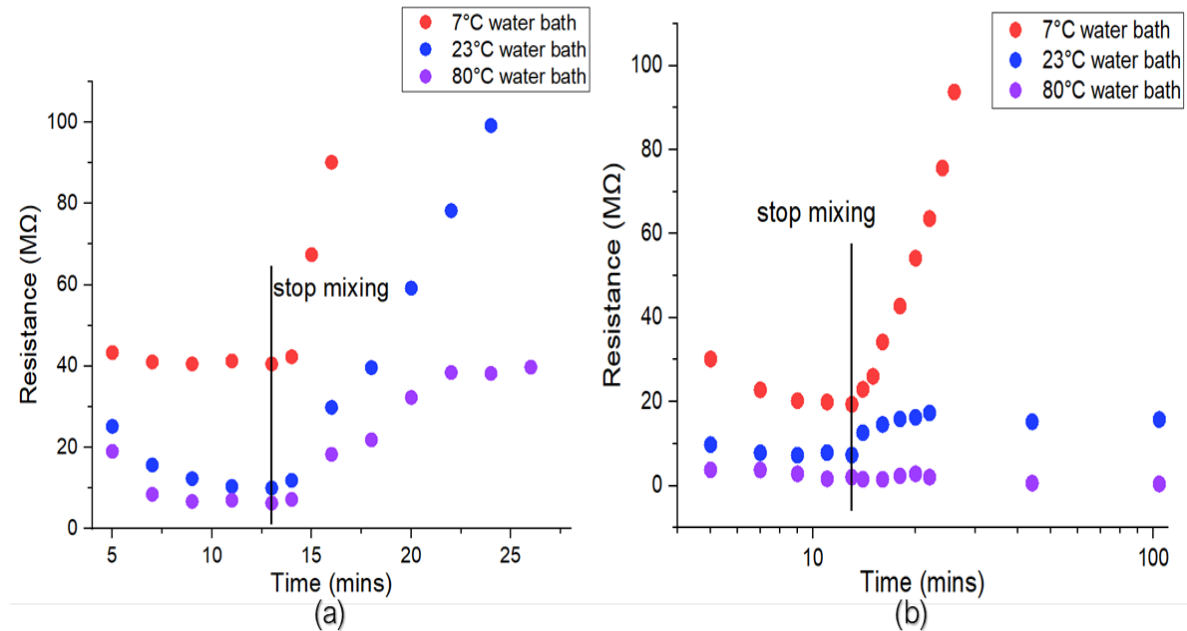 7°C water bath
23°C water bath
80°C water bath
100
80
60
40
20
0
Resistance (MΩ)
stop mixing
5
10
15
20
25
Time (mins)
(a)
7°C water bath
23°C water bath
80°C water bath
100
80
60
40
20
0
Resistance (MΩ)
stop mixing
10
100
Time (mins)
(b)